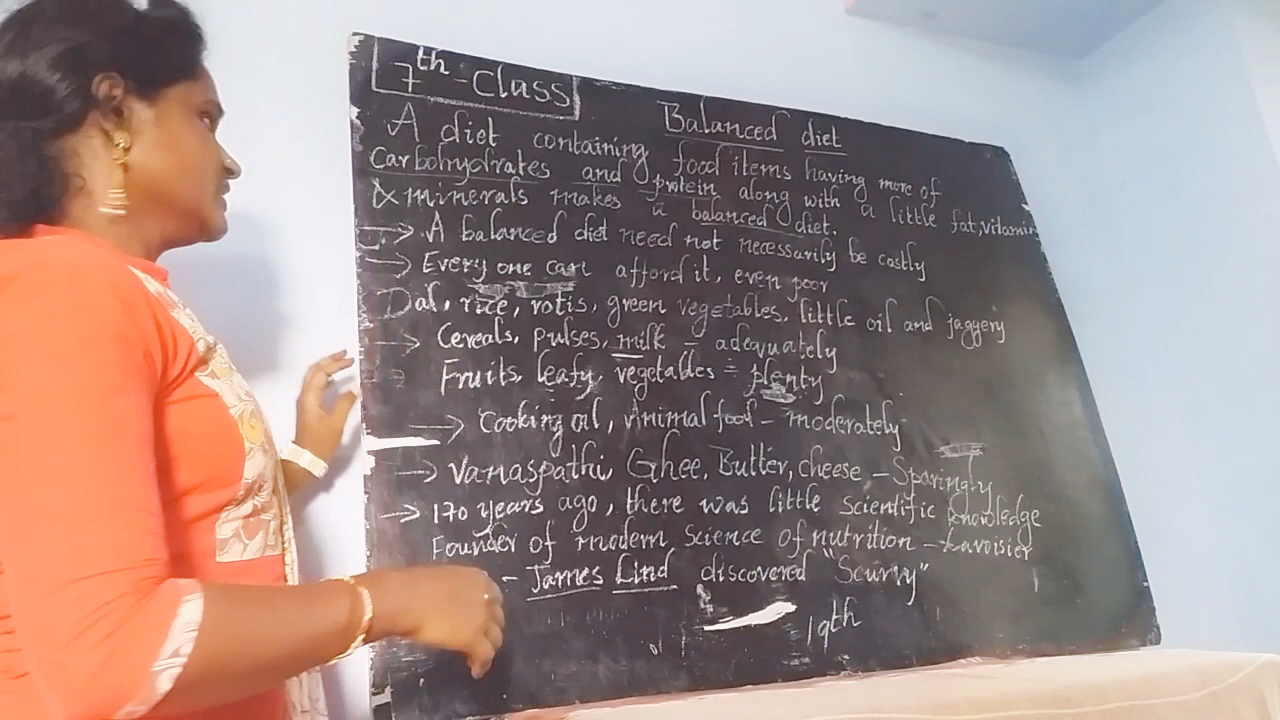 7th - Class
Balanced diet
A diet containing food items having more of
Carbohydrates and protein along with a little fat, vitamin
& minerals makes a balanced diet.
→ A balanced diet need not necessarily be costly
→ Every one can afford it, even poor
Dal, rice, rotis, green vegetables, little oil and jaggery
→ Cereals, pulses, milk - adequately
Fruits, leafy, vegetables = plenty
→ Cooking oil, Animal food - moderately
→ Vanaspathi, Ghee, Butter, cheese - Sparingly
→ 170 years ago, there was little Scientific knowledge
Founder of modern Science of nutrition - Lavoisier
- James Lind discovered "Scurvy"
19th